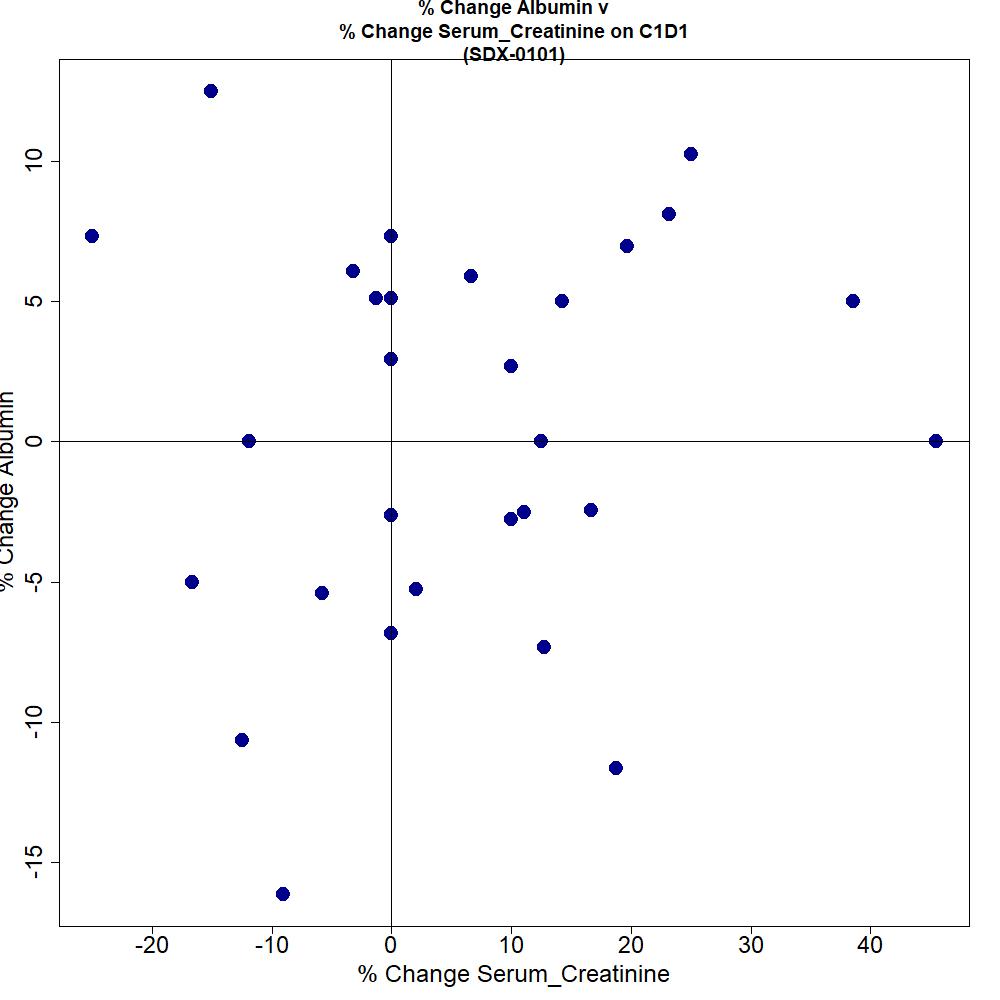 % Change Albumin v
% Change Serum_Creatinine on C1D1
(SDX-0101)
% Change Albumin
10
5
0
-5
-10
-15
-20
-10
0
10
20
30
40
% Change Serum_Creatinine